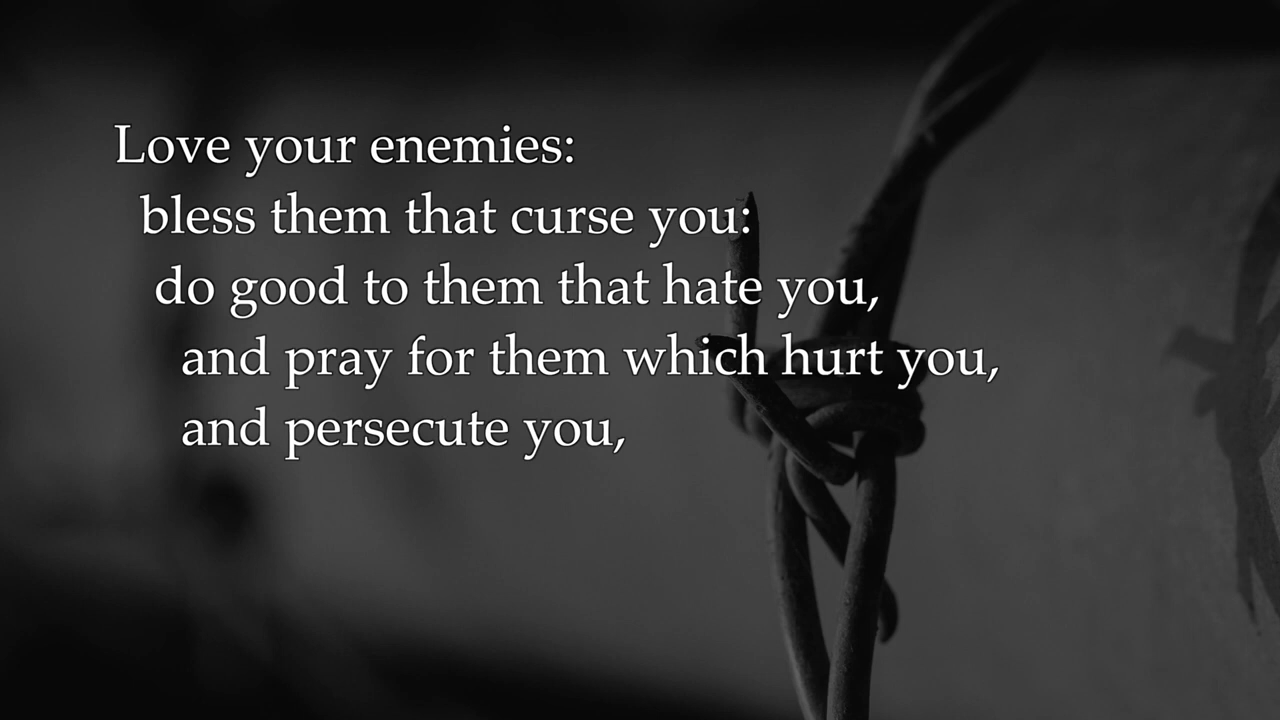 Love your enemies:
bless them that curse you:
do good to them that hate you,
and pray for them which hurt you,
and persecute you,